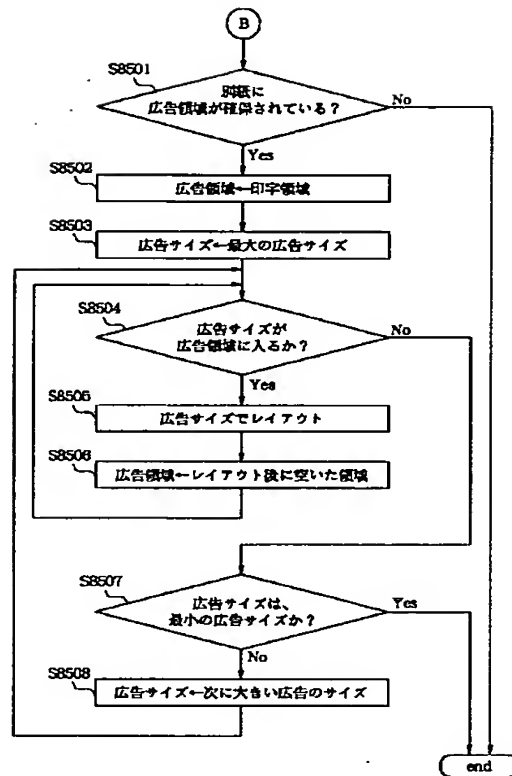 B
S8501
別紙に
広告領域が確保されている？
No
Yes
S8502
広告領域←印字領域
S8503
広告サイズ←最大の広告サイズ
S8504
広告サイズが
広告領域に入るか？
No
Yes
S8505
広告サイズでレイアウト
S8506
広告領域←レイアウト後に空いた領域
S8507
広告サイズは、
最小の広告サイズか？
Yes
No
S8508
広告サイズ←次に大きい広告のサイズ
end